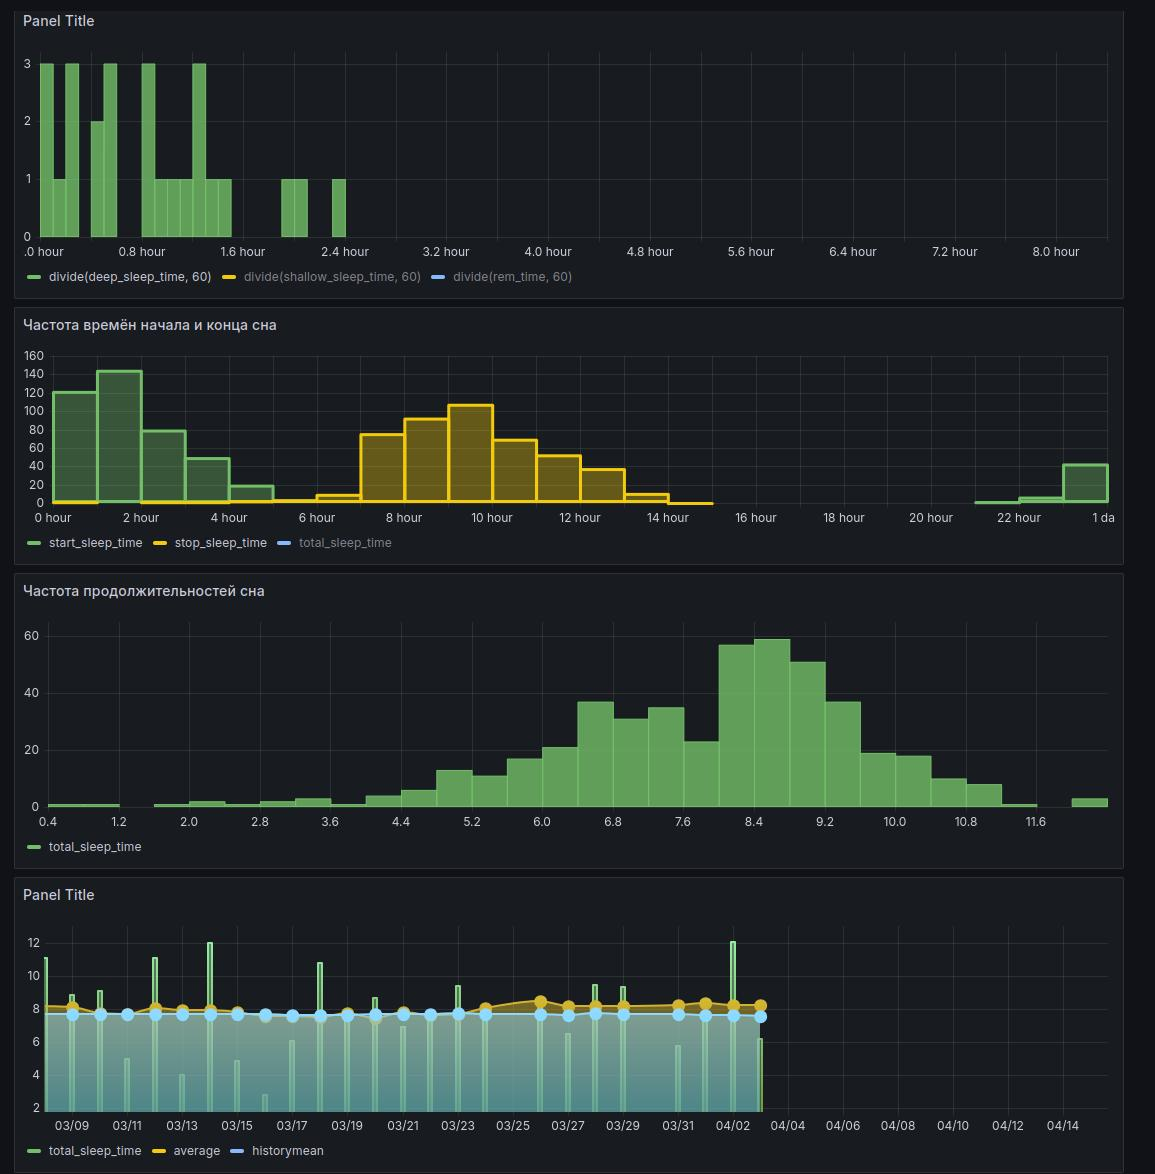 Panel Title
3
2
1
0
.0 hour 0.8 hour 1.6 hour 2.4 hour 3.2 hour 4.0 hour 4.8 hour 5.6 hour 6.4 hour 7.2 hour 8.0 hour
divide(deep_sleep_time, 60) divide(shallow_sleep_time, 60) divide(rem_time, 60)
Частота времён начала и конца сна
160
140
120
100
80
60
40
20
0
0 hour 2 hour 4 hour 6 hour 8 hour 10 hour 12 hour 14 hour 16 hour 18 hour 20 hour 22 hour 1 da
start_sleep_time stop_sleep_time total_sleep_time
Частота продолжительностей сна
60
40
20
0
0.4 1.2 2.0 2.8 3.6 4.4 5.2 6.0 6.8 7.6 8.4 9.2 10.0 10.8 11.6
total_sleep_time
Panel Title
12
10
8
6
4
2
03/09 03/11 03/13 03/15 03/17 03/19 03/21 03/23 03/25 03/27 03/29 03/31 04/02 04/04 04/06 04/08 04/10 04/12 04/14
total_sleep_time average historymean